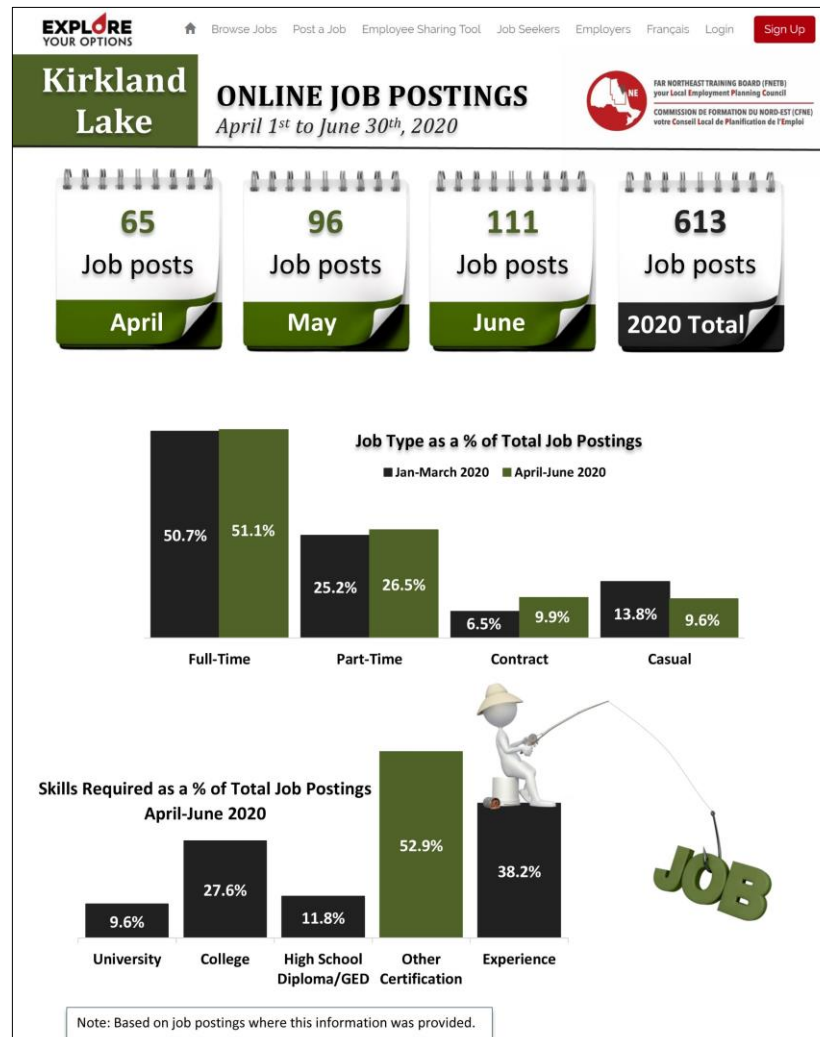 EXPLORE
YOUR OPTIONS
Browse Jobs Post a Job Employee Sharing Tool Job Seekers Employers Français Login Sign Up
Kirkland
Lake
ONLINE JOB POSTINGS
April 1st to June 30th, 2020
NE
FAR NORTHEAST TRAINING BOARD (FNETB)
your Local Employment Planning Council
COMMISSION DE FORMATION DU NORD-EST (CFNE)
votre Conseil Local de Planification de l'Emploi
65
Job posts
April
96
Job posts
May
111
Job posts
June
613
Job posts
2020 Total
Job Type as a % of Total Job Postings
Jan-March 2020 April-June 2020
50.7% 51.1% 25.2% 26.5% 6.5% 9.9% 13.8% 9.6%
Full-Time Part-Time Contract Casual
Skills Required as a % of Total Job Postings
April-June 2020
9.6% 27.6% 11.8% 52.9% 38.2%
University College High School Other Experience
Diploma/GED Certification
JOB
Note: Based on job postings where this information was provided.